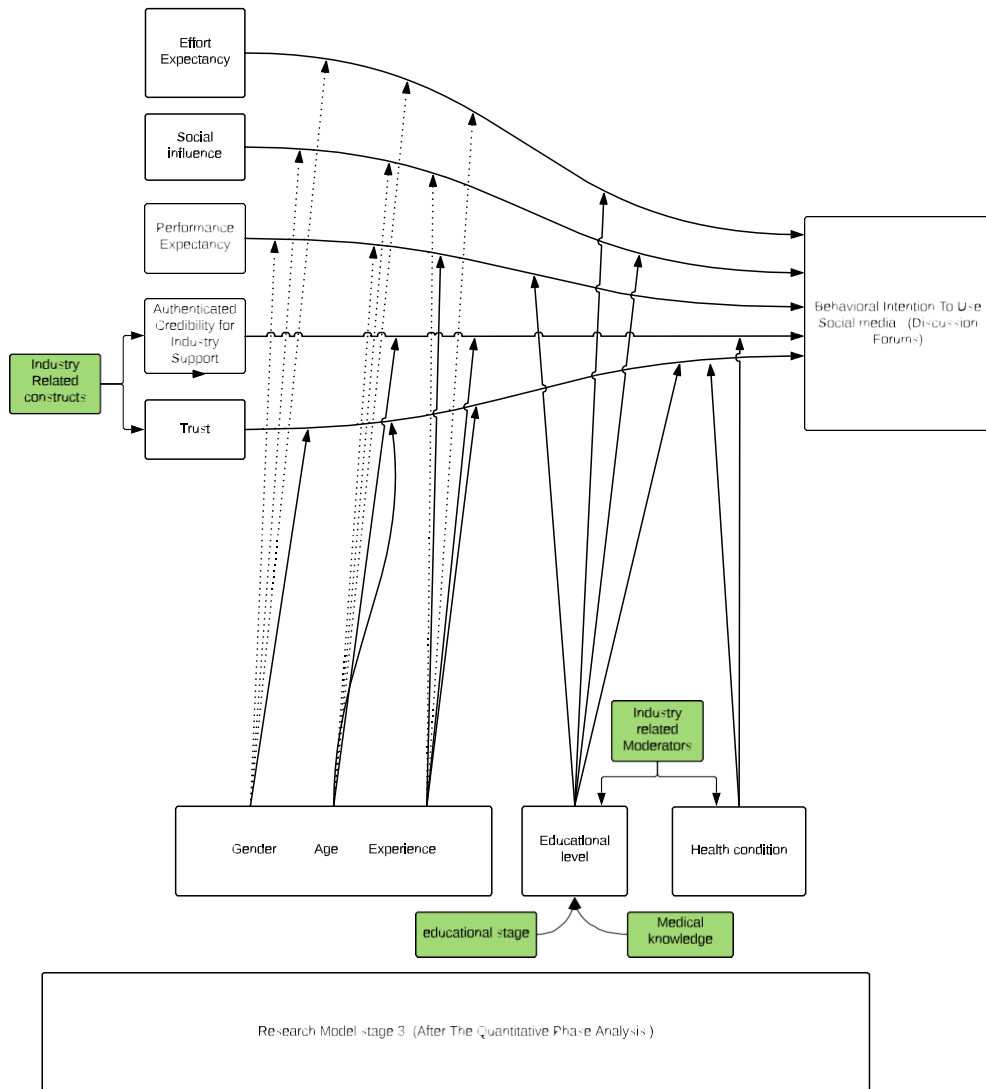 Effort
Expectancy
Social
influence
Performance
Expectancy
Authenticated
Credibility for
Industry
Support
Industry
Related
constructs
Trust
Behavioral Intention To Use
Social media (Discussion
Forums)
Industry
related
Moderators
Gender Age Experience
Educational
level
Health condition
educational stage
Medical
knowledge
Research Model stage 3 (After The Quantitative Phase Analysis )